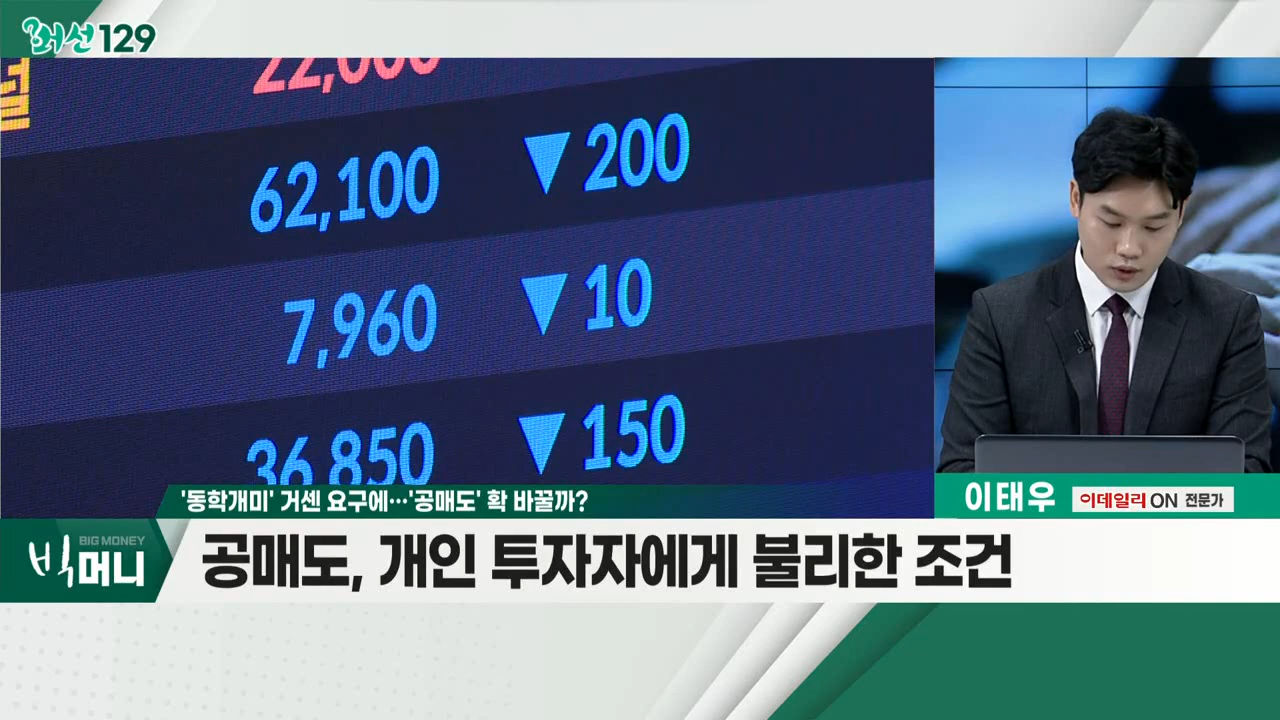 최선129
널
22,000
62,100 ▼200
7,960 ▼10
36,850 ▼150
'동학개미' 거센 요구에…'공매도' 확 바꿀까?
이태우 이데일리 ON 전문가
BIG MONEY
빅머니
공매도, 개인 투자자에게 불리한 조건